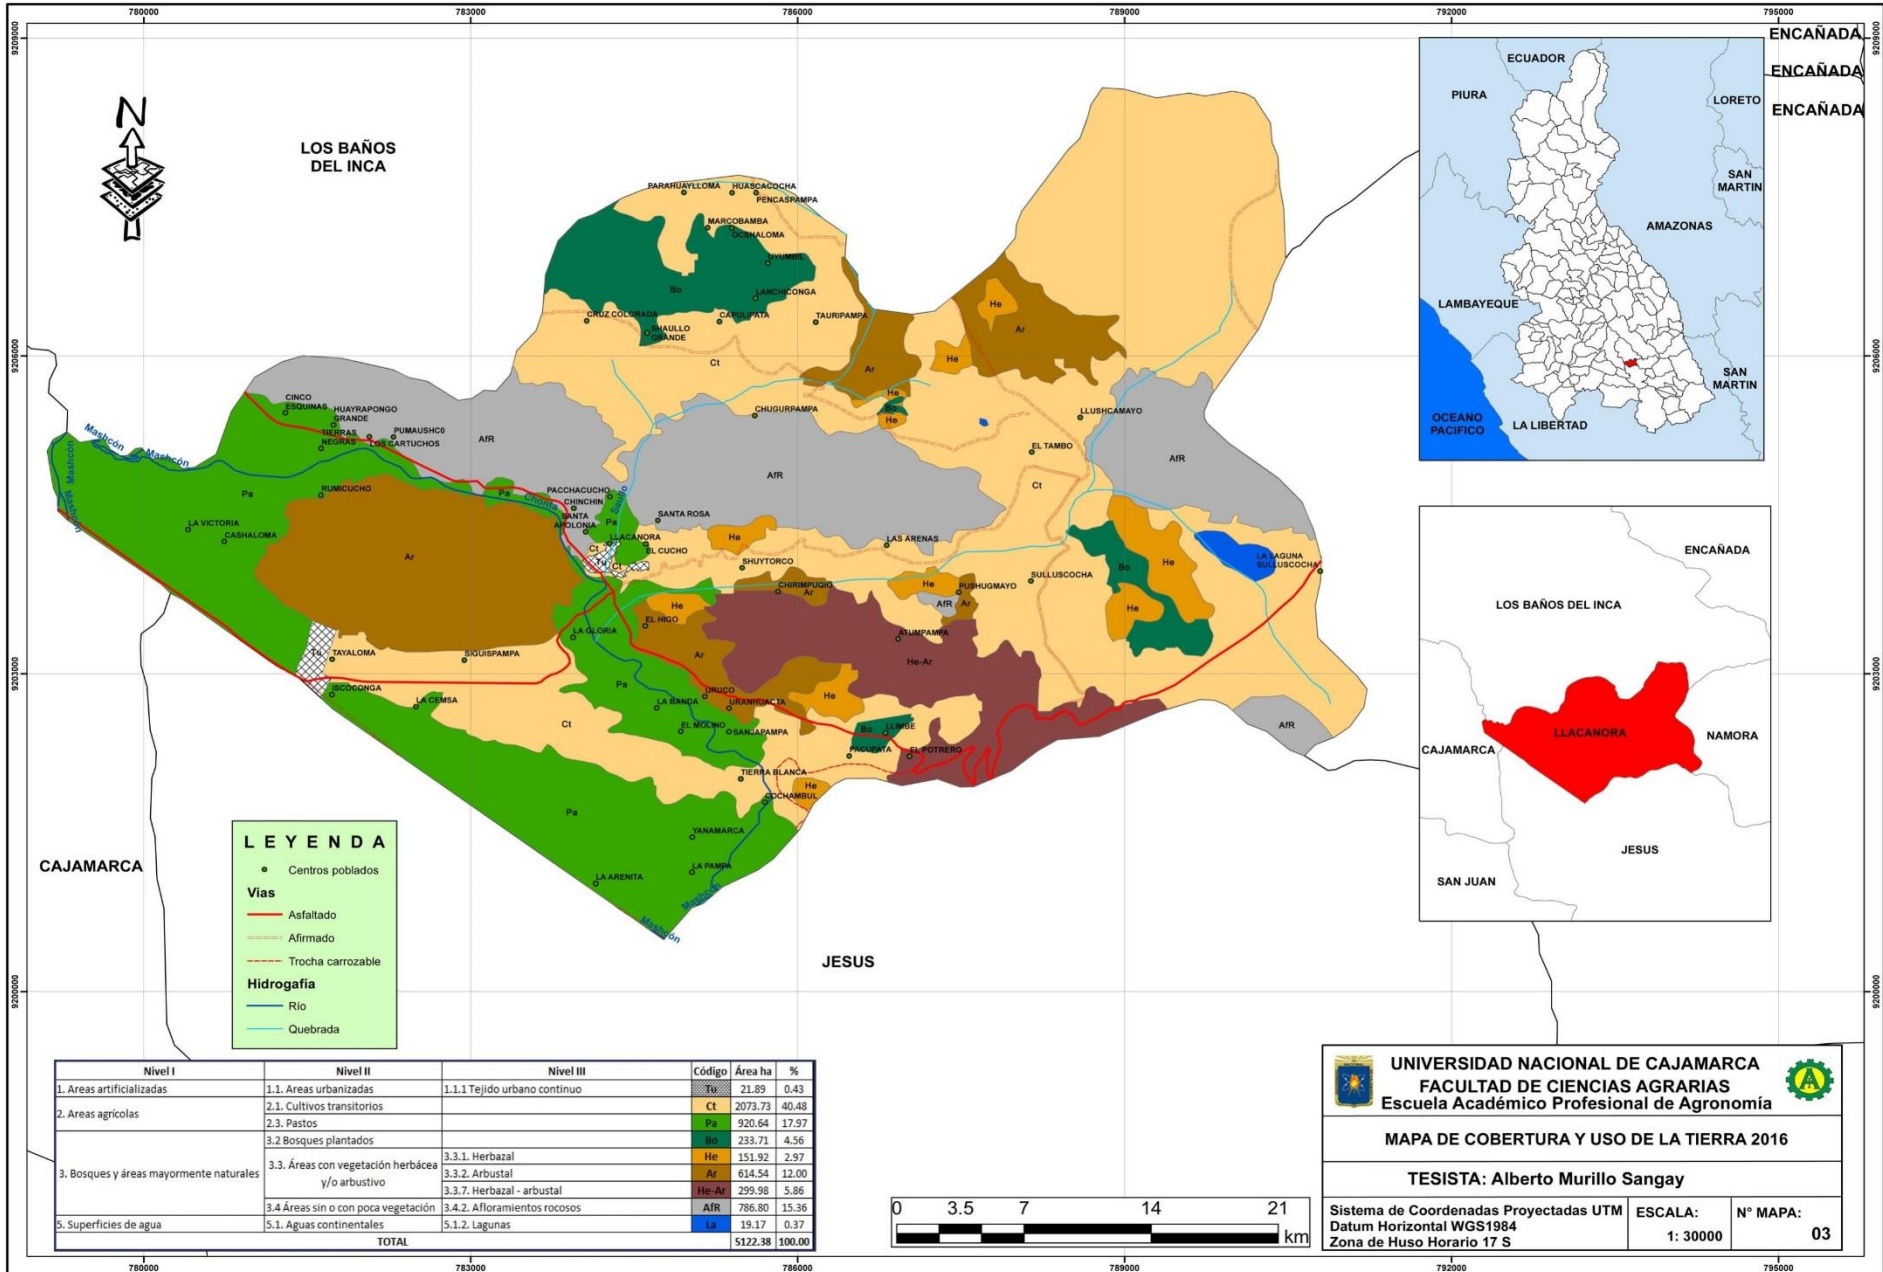 780000
783000
786000
789000
792000
795000
9209000
9206000
9203000
9200000
9209000
9206000
9203000
9200000
780000
783000
786000
789000
792000
795000
N
LOS BAÑOS
DEL INCA
ENCAÑADA
ENCAÑADA
ENCAÑADA
CAJAMARCA
JESUS
PARAHUAYLLOMA
HUASCACOCHA
PENCASPAMPA
MARCOBAMBA
OCSHALOMA
UYUMBIL
Bo
LANCHICONGA
CRUZ COLORADA
SHAULLO
GRANDE
CAPULIPATA
TAURIPAMPA
Ct
Ar
He
Ar
He
He
Bo
He
CHUGURPAMPA
LLUSHCAMAYO
EL TAMBO
Ct
AfR
AfR
AfR
CINCO
ESQUINAS
HUAYRAPONGO
GRANDE
TIERRAS
NEGRAS
LOS CARTUCHOS
PUMAUSHC0
Mashcón
Mashcón
Mashcón
Mashcón
Pa
RUMICUCHO
LA VICTORIA
CASHALOMA
Ar
Pa
Chonta
PACCHACUCHO
CHINCHIN
SANTA
APOLONIA
Saullo
Pa
LLACANORA
EL CUCHO
Ct
Tu
Ct
SANTA ROSA
He
LAS ARENAS
SHUYTORCO
CHIRIMPUQIO
Ar
He
AfR
PUSHUGMAYO
Ar
SULLUSCOCHA
Bo
He
He
LA LAGUNA
SULLUSCOCHA
He
EL HIGO
LA GLORIA
ATUMPAMPA
He-Ar
Ar
Tu
TAYALOMA
SIGUISPAMPA
ISCOCONGA
LA CEMSA
Pa
URUCO
LA BANDA
URANHUACTA
He
Ct
EL MOLINO
SANJAPAMPA
Bo
LLIMBE
PACUPATA
EL POTRERO
AfR
TIERRA BLANCA
He
COCHAMBUL
Pa
YANAMARCA
LA PAMPA
LA ARENITA
Mashcón
Mashcón
ECUADOR
PIURA
LORETO
SAN
MARTIN
AMAZONAS
LAMBAYEQUE
SAN
MARTIN
OCEANO
PACIFICO
LA LIBERTAD
ENCAÑADA
LOS BAÑOS DEL INCA
LLACANORA
NAMORA
CAJAMARCA
JESUS
SAN JUAN
LEYENDA
Centros poblados
Vias
Asfaltado
Afirmado
Trocha carrozable
Hidrogafía
Río
Quebrada
Nivel I Nivel II Nivel III Código Área ha %
1. Areas artificializadas 1.1. Areas urbanizadas 1.1.1 Tejido urbano continuo Tu 21.89 0.43
2. Areas agrícolas 2.1. Cultivos transitorios Ct 2073.73 40.48
2.3. Pastos Pa 920.64 17.97
3. Bosques y áreas mayormente naturales 3.2 Bosques plantados Bo 233.71 4.56
3.3. Áreas con vegetación herbácea
y/o arbustivo
3.3.1. Herbazal He 151.92 2.97
3.3.2. Arbustal Ar 614.54 12.00
3.3.7. Herbazal - arbustal He-Ar 299.98 5.86
3.4 Áreas sin o con poca vegetación 3.4.2. Afloramientos rocosos AfR 786.80 15.36
5. Superficies de agua 5.1. Aguas continentales 5.1.2. Lagunas La 19.17 0.37
TOTAL 5122.38 100.00
0 3.5 7 14 21
km
UNIVERSIDAD NACIONAL DE CAJAMARCA
FACULTAD DE CIENCIAS AGRARIAS
Escuela Académico Profesional de Agronomía
MAPA DE COBERTURA Y USO DE LA TIERRA 2016
TESISTA: Alberto Murillo Sangay
Sistema de Coordenadas Proyectadas UTM
Datum Horizontal WGS1984
Zona de Huso Horario 17 S
ESCALA:
1: 30000
N° MAPA:
03